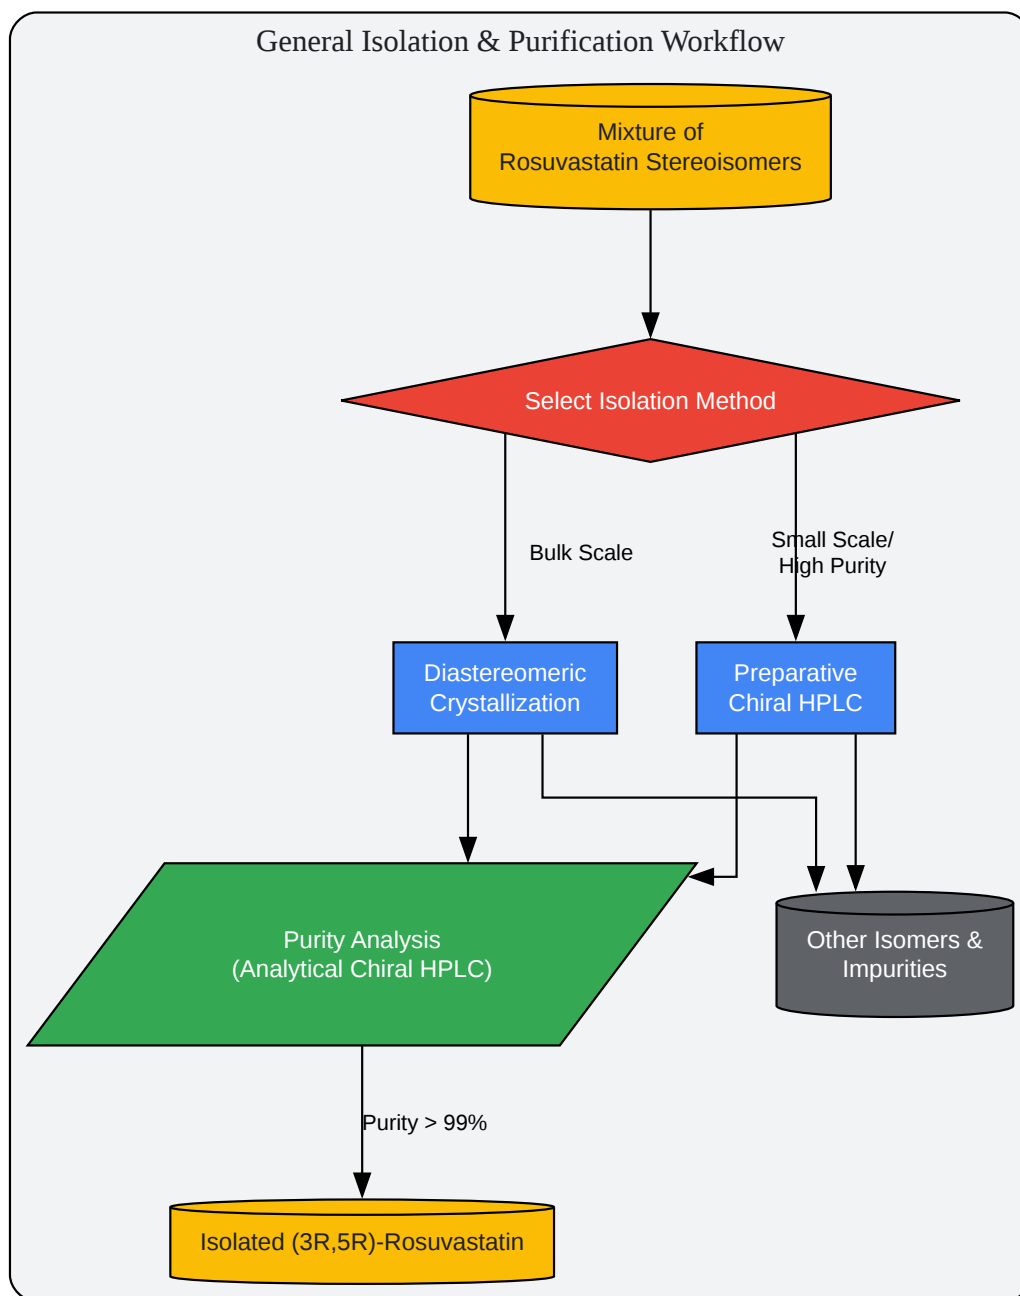 General Isolation & Purification Workflow
Mixture of
Rosuvastatin Stereoisomers
Select Isolation Method
Bulk Scale
Small Scale/
High Purity
Diastereomeric
Crystallization
Preparative
Chiral HPLC
Purity Analysis
(Analytical Chiral HPLC)
Other Isomers &
Impurities
Purity > 99%
Isolated (3R,5R)-Rosuvastatin